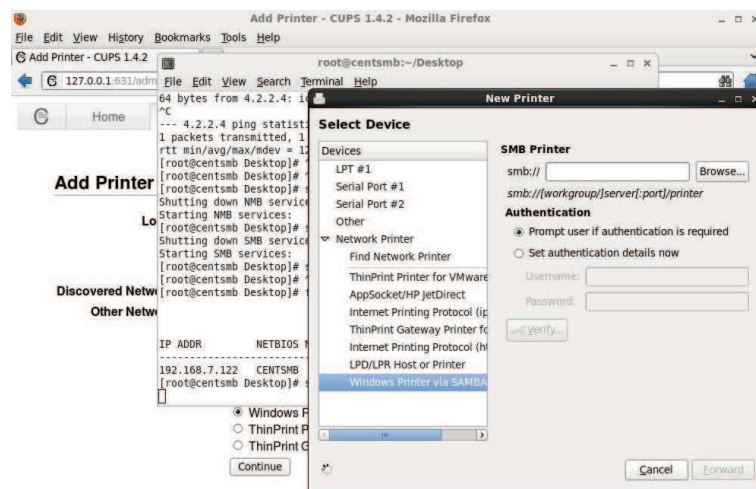 Add Printer - CUPS 1.4.2 - Mozilla Firefox
File Edit View History Bookmarks Tools Help
Add Printer - CUPS 1.4.2
127.0.0.1:631/adm
Home
Add Printer
Lo
Discovered Netw
Other Netw
Windows P
ThinPrint P
ThinPrint G
Continue
root@centsmb:~/Desktop
File Edit View Search Terminal Help
64 bytes from 4.2.2.4: ic
^C
--- 4.2.2.4 ping statist
1 packets transmitted, 1
rtt min/avg/max/mdev = 12
[root@centsmb Desktop]# ^
[root@centsmb Desktop]# ^
[root@centsmb Desktop]# s
Shutting down NMB service
Starting NMB services:
[root@centsmb Desktop]# s
Shutting down SMB service
Starting SMB services:
[root@centsmb Desktop]# s
[root@centsmb Desktop]# ^
[root@centsmb Desktop]# f
IP ADDR NETBIOS N
192.168.7.122 CENTSMB
[root@centsmb Desktop]# s
New Printer
Select Device
Devices
LPT #1
Serial Port #1
Serial Port #2
Other
Network Printer
Find Network Printer
ThinPrint Printer for VMware
AppSocket/HP JetDirect
Internet Printing Protocol (ip
ThinPrint Gateway Printer fo
Internet Printing Protocol (ht
LPD/LPR Host or Printer
Windows Printer via SAMBA
SMB Printer
smb://
Browse...
smb://[workgroup/]server[:port]/printer
Authentication
Prompt user if authentication is required
Set authentication details now
Username:
Password:
Verify...
Cancel
Forward